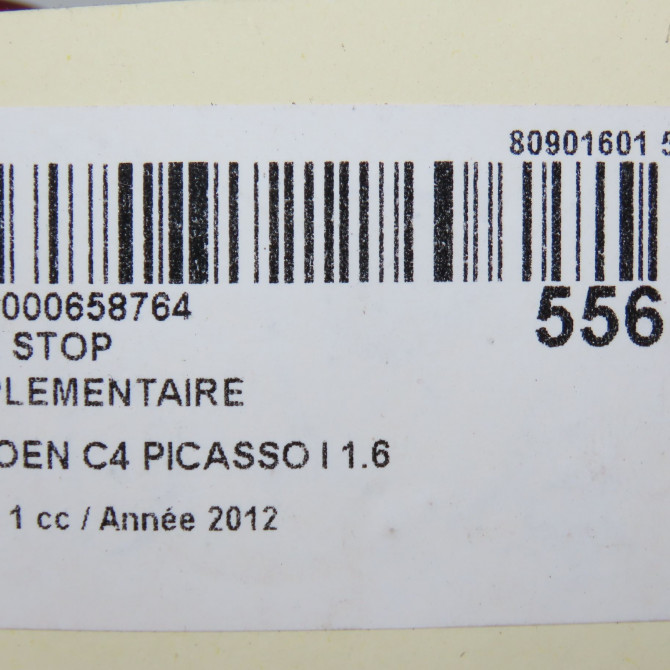 80901601 5
000658764
556
STOP
PLEMENTAIRE
OEN C4 PICASSO I 1.6
1 cc / Année 2012